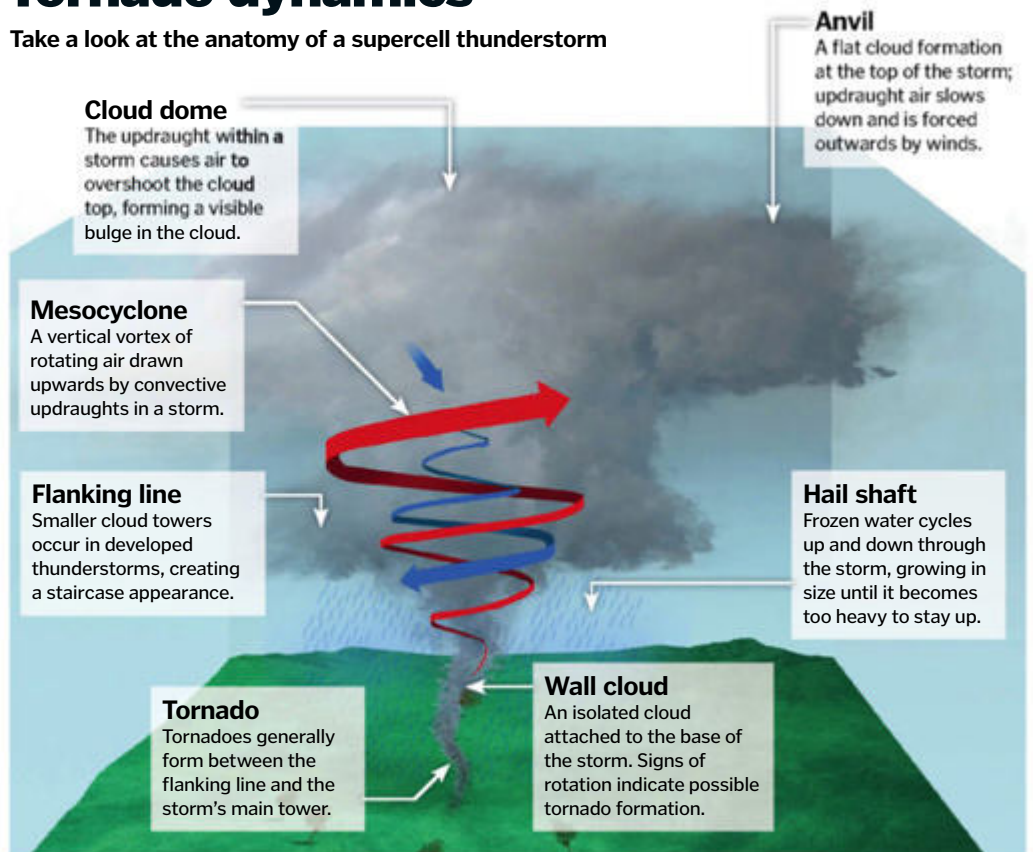 Tornado dynamics
Take a look at the anatomy of a supercell thunderstorm
Anvil
A flat cloud formation
at the top of the storm;
updraught air slows
down and is forced
outwards by winds.
Cloud dome
The updraught within a
storm causes air to
overshoot the cloud
top, forming a visible
bulge in the cloud.
Mesocyclone
A vertical vortex of
rotating air drawn
upwards by convective
updraughts in a storm.
Flanking line
Smaller cloud towers
occur in developed
thunderstorms, creating
a staircase appearance.
Hail shaft
Frozen water cycles
up and down through
the storm, growing in
size until it becomes
too heavy to stay up.
Tornado
Tornadoes generally
form between the
flanking line and the
storm's main tower.
Wall cloud
An isolated cloud
attached to the base of
the storm. Signs of
rotation indicate possible
tornado formation.